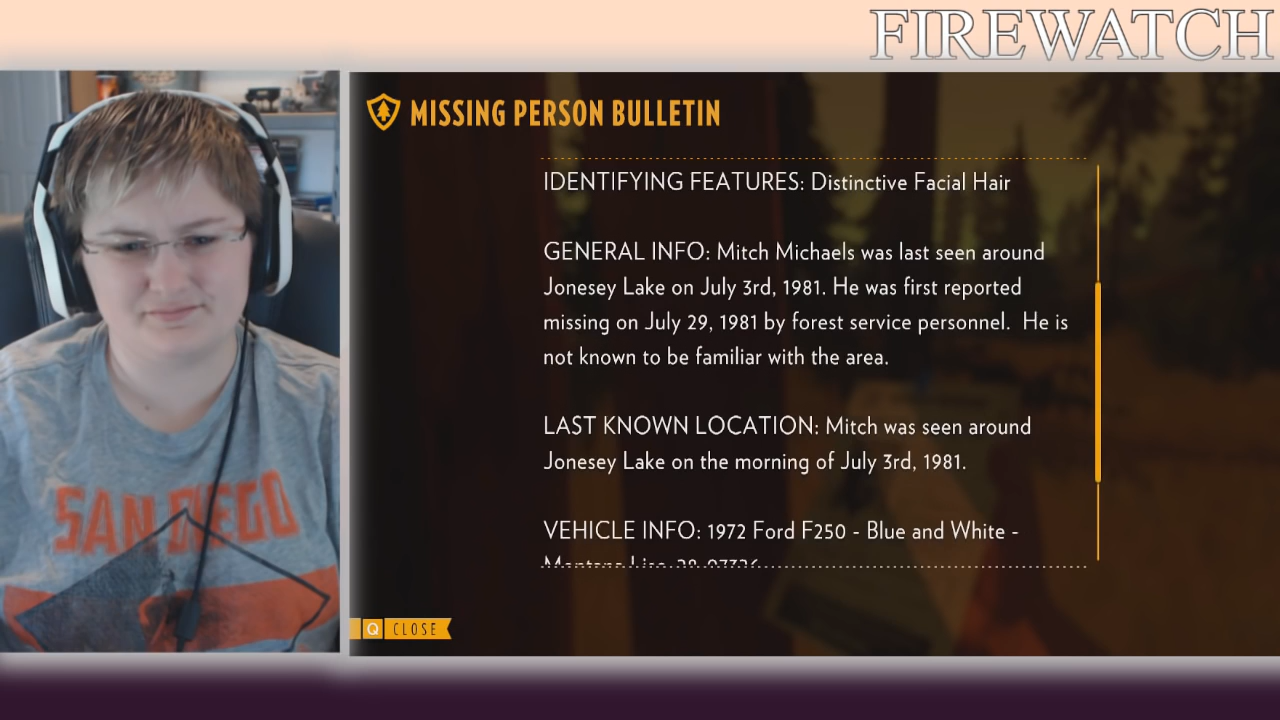 FIREWATCH
MISSING PERSON BULLETIN
IDENTIFYING FEATURES: Distinctive Facial Hair
GENERAL INFO: Mitch Michaels was last seen around
Jonesey Lake on July 3rd, 1981. He was first reported
missing on July 29, 1981 by forest service personnel. He is
not known to be familiar with the area.
LAST KNOWN LOCATION: Mitch was seen around
Jonesey Lake on the morning of July 3rd, 1981.
VEHICLE INFO: 1972 Ford F250 - Blue and White -
Q CLOSE
SAN DIEGO